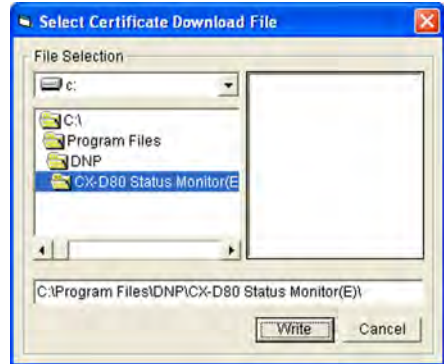 Select Certificate Download File
File Selection
c:
C:\
Program Files
DNP
CX-D80 Status Monitor(E
C:\Program Files\DNP\CX-D80 Status Monitor(E)\
Write
Cancel